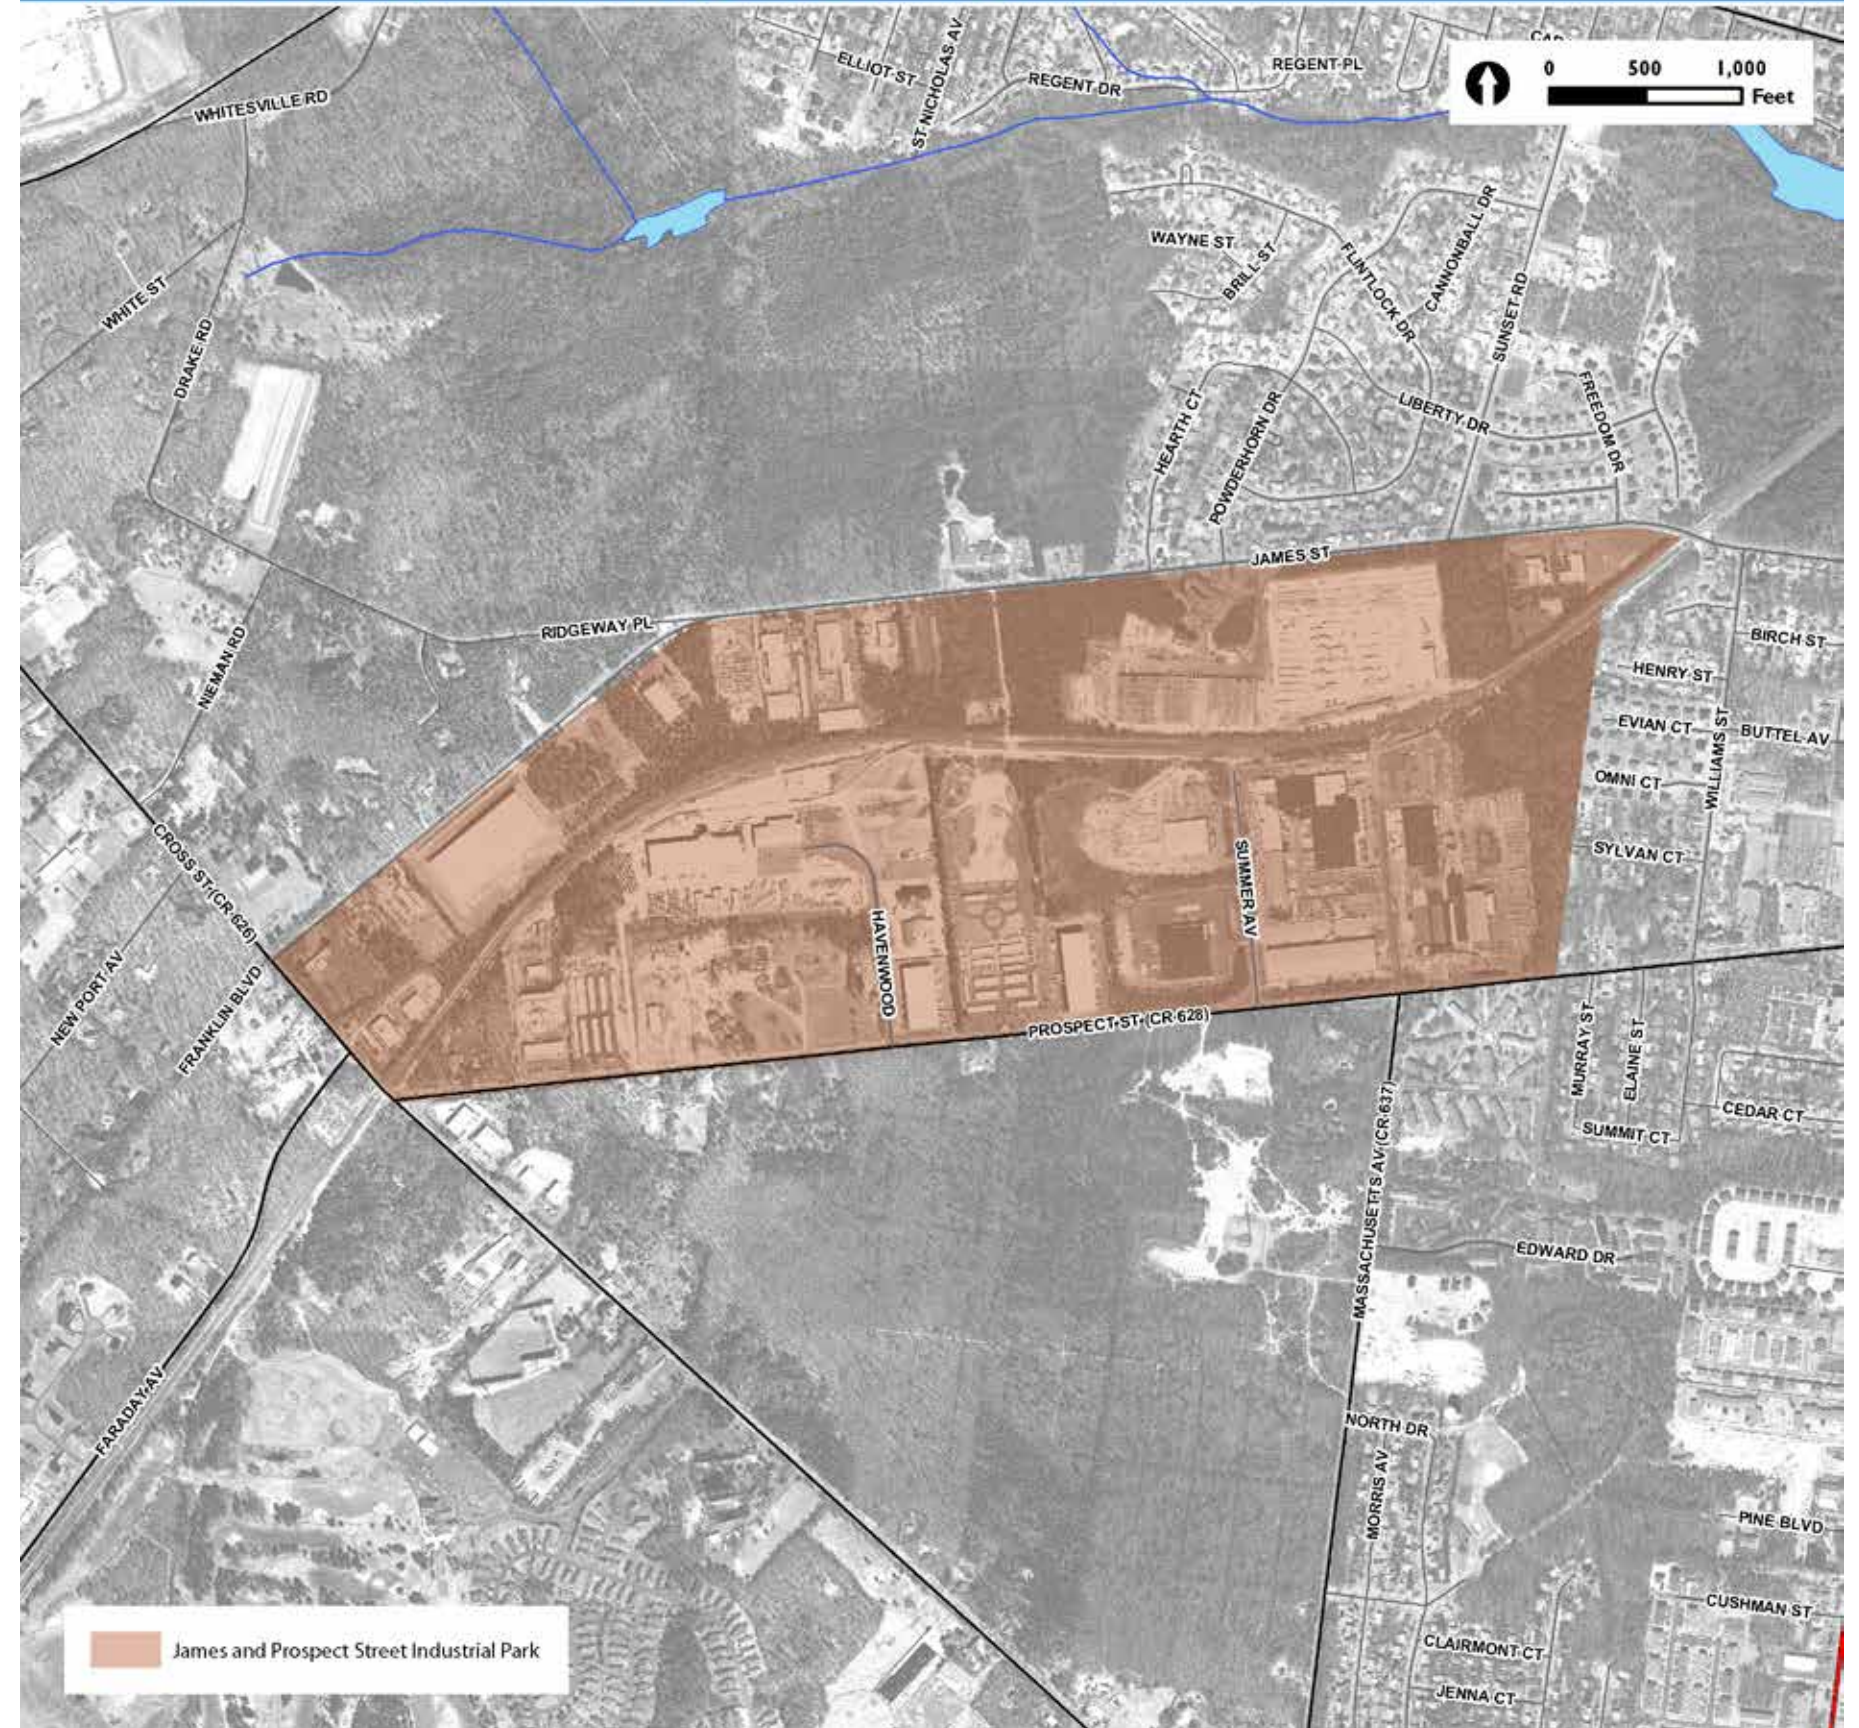 CAR
0 500 1,000
Feet
ELLIOT ST
ST NICHOLAS AV
REGENT DR
REGENT PL
WHITESVILLE RD
WHITE ST
DRAKE RD
WAYNE ST
BRILL ST
FLINTLOCK DR
CANNONBALL DR
SUNSET RD
HEARTH CT
POWDERHORN DR
LIBERTY DR
FREEDOM DR
JAMES ST
RIDGEWAY PL
NIEMAN RD
BIRCH ST
HENRY ST
EVIAN CT
BUTTEL AV
OMNI CT
WILLIAMS ST
SYLVAN CT
CROSS ST (CR 626)
SUMMER AV
HAVENWOOD
NEW PORT AV
FRANKLIN BLVD
PROSPECT ST (CR 628)
MURRAY ST
ELAINE ST
CEDAR CT
SUMMIT CT
MASSACHUSETTS AV (CR 637)
EDWARD DR
FARADAY AV
NORTH DR
MORRIS AV
PINE BLVD
CUSHMAN ST
CLAIRMONT CT
JENNA CT
James and Prospect Street Industrial Park